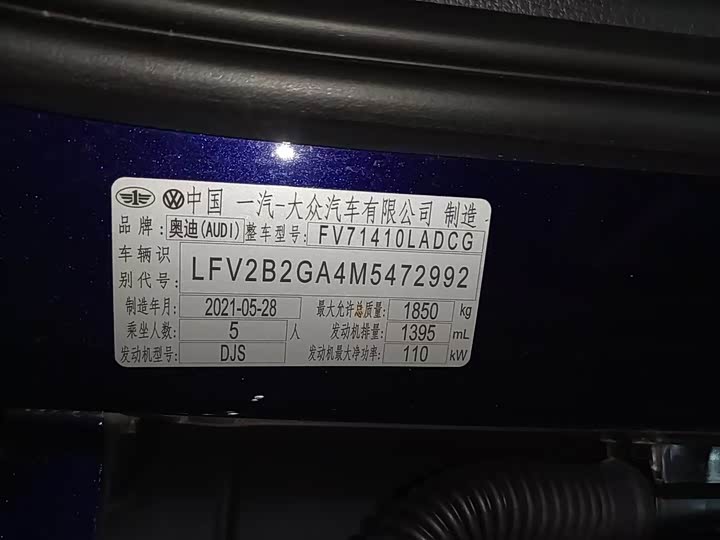 中国 一汽-大众汽车有限公司 制造
品牌: 奥迪(AUDI) 整车型号: FV71410LADCG
车辆识别代号: LFV2B2GA4M5472992
制造年月: 2021-05-28 最大允许总质量: 1850 kg
乘坐人数: 5 人 发动机排量: 1395 mL
发动机型号: DJS 发动机最大净功率: 110 kW